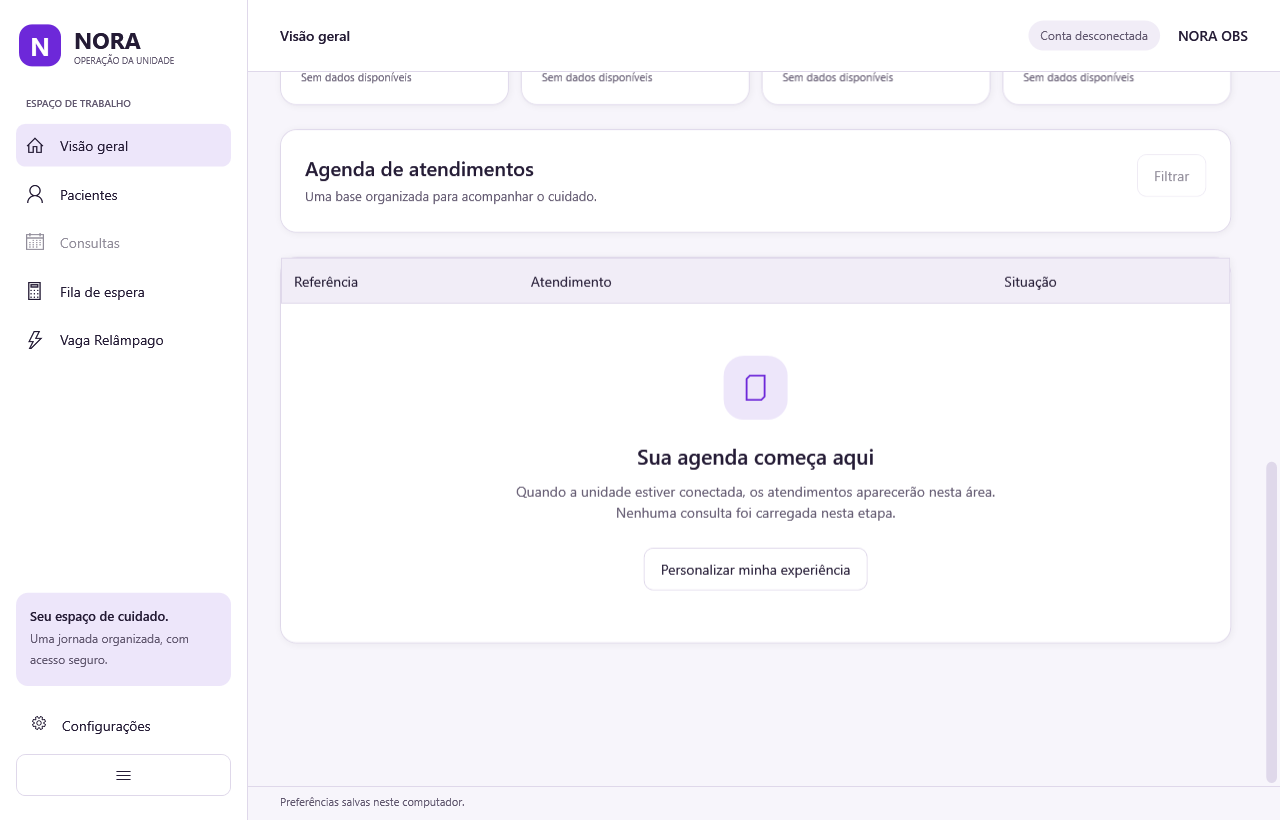 N
NORA
OPERAÇÃO DA UNIDADE
ESPAÇO DE TRABALHO
Visão geral
Pacientes
Consultas
Fila de espera
Vaga Relâmpago
Seu espaço de cuidado.
Uma jornada organizada, com
acesso seguro.
Configurações
Visão geral
Conta desconectada
NORA OBS
Sem dados disponíveis
Sem dados disponíveis
Sem dados disponíveis
Sem dados disponíveis
Agenda de atendimentos
Uma base organizada para acompanhar o cuidado.
Filtrar
Referência
Atendimento
Situação
Sua agenda começa aqui
Quando a unidade estiver conectada, os atendimentos aparecerão nesta área.
Nenhuma consulta foi carregada nesta etapa.
Personalizar minha experiência
Preferências salvas neste computador.